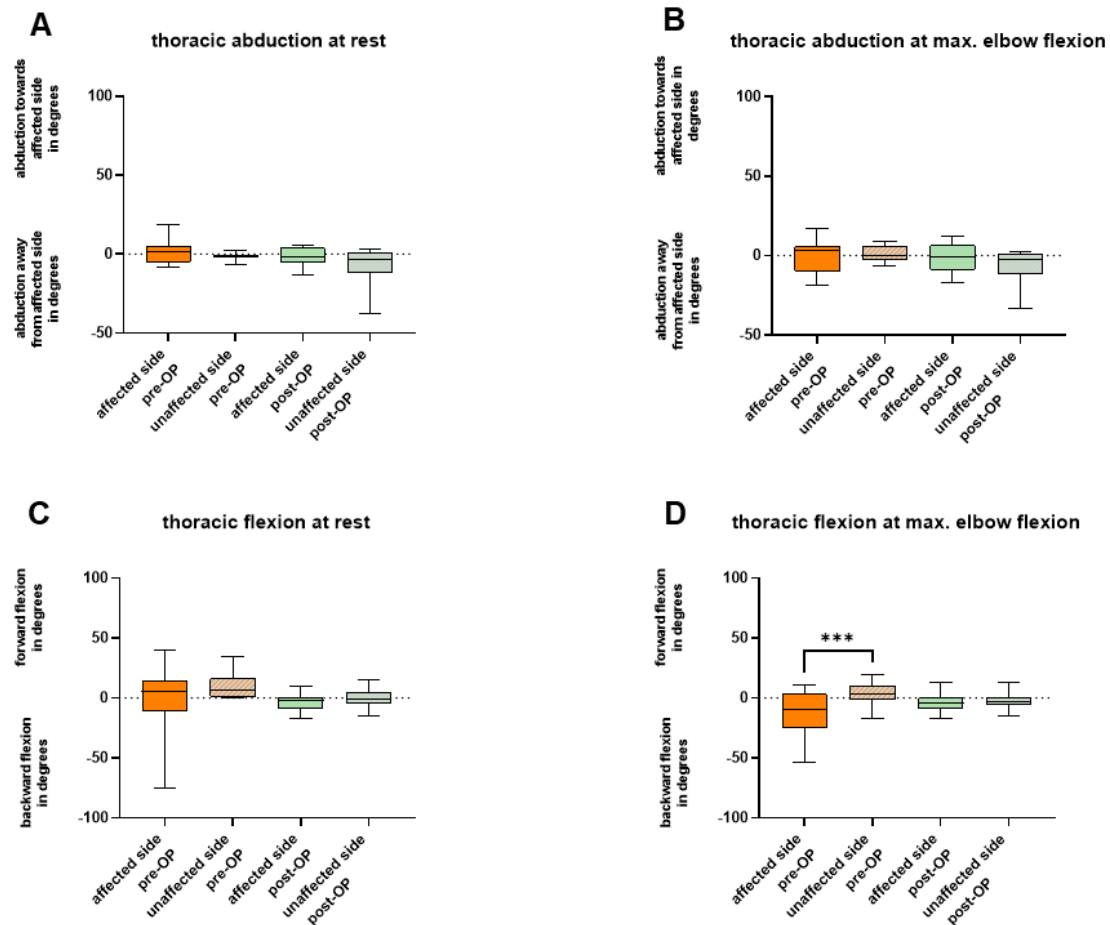 A
thoracic abduction at rest
abduction towards
affected side
in degrees
abduction away
from affected side
in degrees
100
50
0
-50
affected side
pre-OP
unaffected side
pre-OP
affected side
post-OP
unaffected side
post-OP
B
thoracic abduction at max. elbow flexion
abduction towards
affected side in
degrees
abduction away
from affected side
in degrees
100
50
0
-50
affected side
pre-OP
unaffected side
pre-OP
affected side
post-OP
unaffected side
post-OP
C
thoracic flexion at rest
forward flexion
in degrees
backward flexion
in degrees
100
50
0
-50
-100
affected side
pre-OP
unaffected side
pre-OP
affected side
post-OP
unaffected side
post-OP
D
thoracic flexion at max. elbow flexion
forward flexion
in degrees
backward flexion
in degrees
100
50
0
-50
-100
***
affected side
pre-OP
unaffected side
pre-OP
affected side
post-OP
unaffected side
post-OP